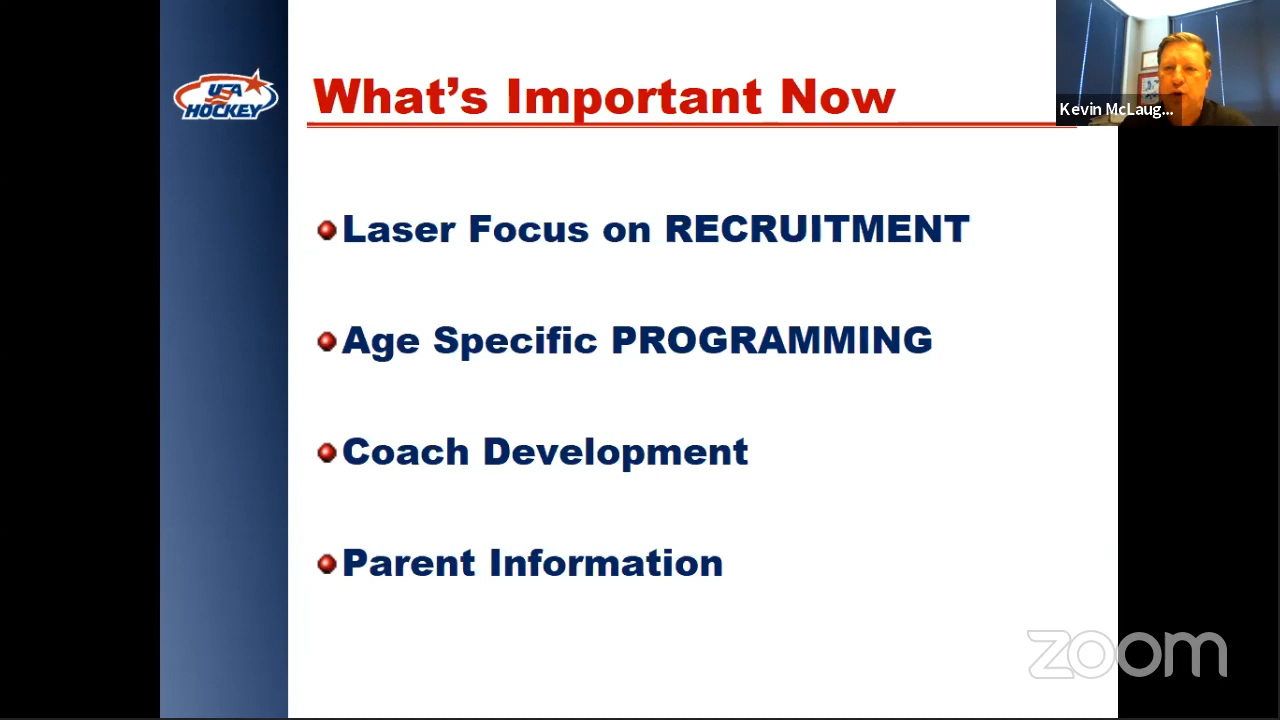 USA
HOCKEY
What's Important Now
Kevin McLaug...
Laser Focus on RECRUITMENT
Age Specific PROGRAMMING
Coach Development
Parent Information
zoom